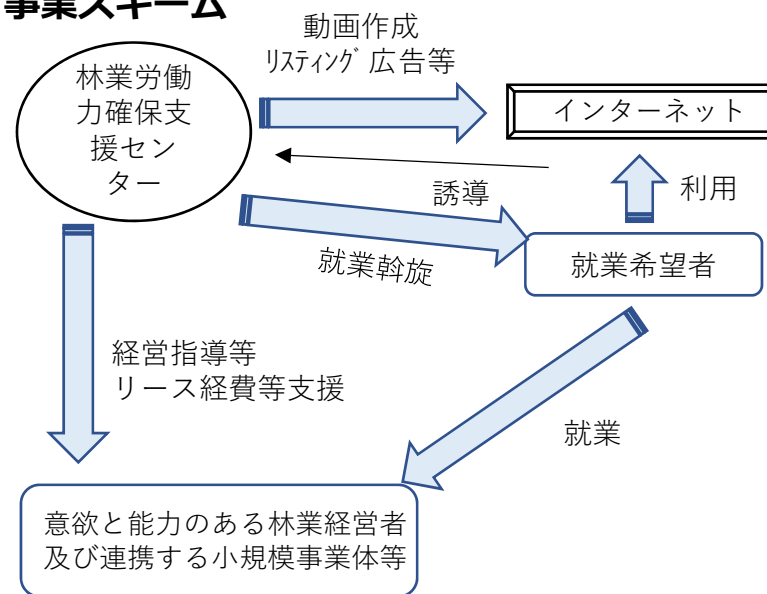 事業スキーム
動画作成
ﾘｽﾃｨﾝｸﾞ広告等
林業労働
力確保支
援セン
ター
インターネット
誘導
利用
就業斡旋
就業希望者
経営指導等
リース経費等支援
就業
意欲と能力のある林業経営者
及び連携する小規模事業体等